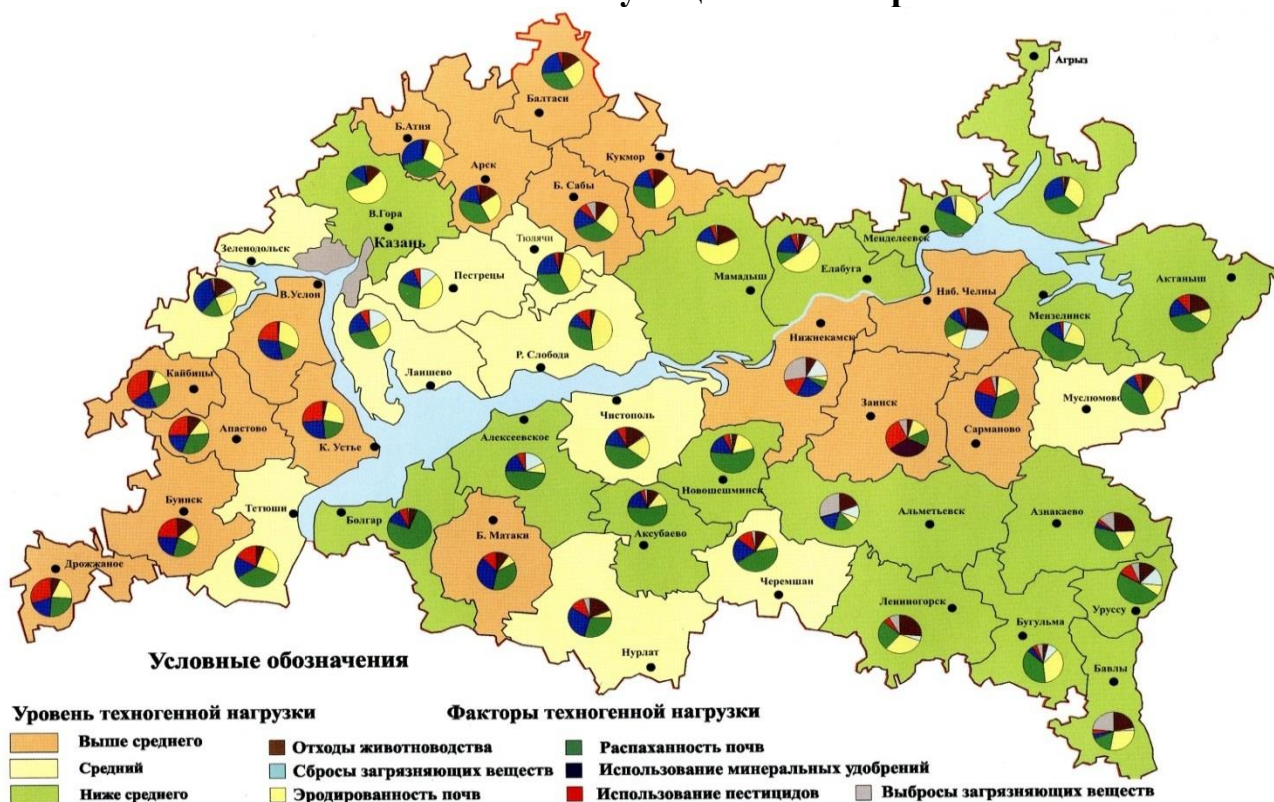 Агрыз
Балтаси
Б.Атня
Кукмор
Арск
Б. Сабы
В.Гора
Казань
Тюлячи
Менделеевск
Зеленодольск
Пестрецы
Мамадыш
Елабуга
Актаныш
В.Услон
Наб. Челны
Мензелинск
Нижнекамск
Р. Слобода
Лаишево
Кайбицы
Муслюмово
Заинск
Чистополь
Сарманово
Апастово
К. Устье
Алексеевское
Новошешминск
Буинск
Тетюши
Болгар
Альметьевск
Азнакаево
Б. Матаки
Аксубаево
Дрожжаное
Черемшан
Лениногорск
Уруссу
Бугульма
Нурлат
Бавлы
Условные обозначения
Уровень техногенной нагрузки
Факторы техногенной нагрузки
Выше среднего
Отходы животноводства
Распаханность почв
Средний
Сбросы загрязняющих веществ
Использование минеральных удобрений
Ниже среднего
Эродированность почв
Использование пестицидов
Выбросы загрязняющих веществ